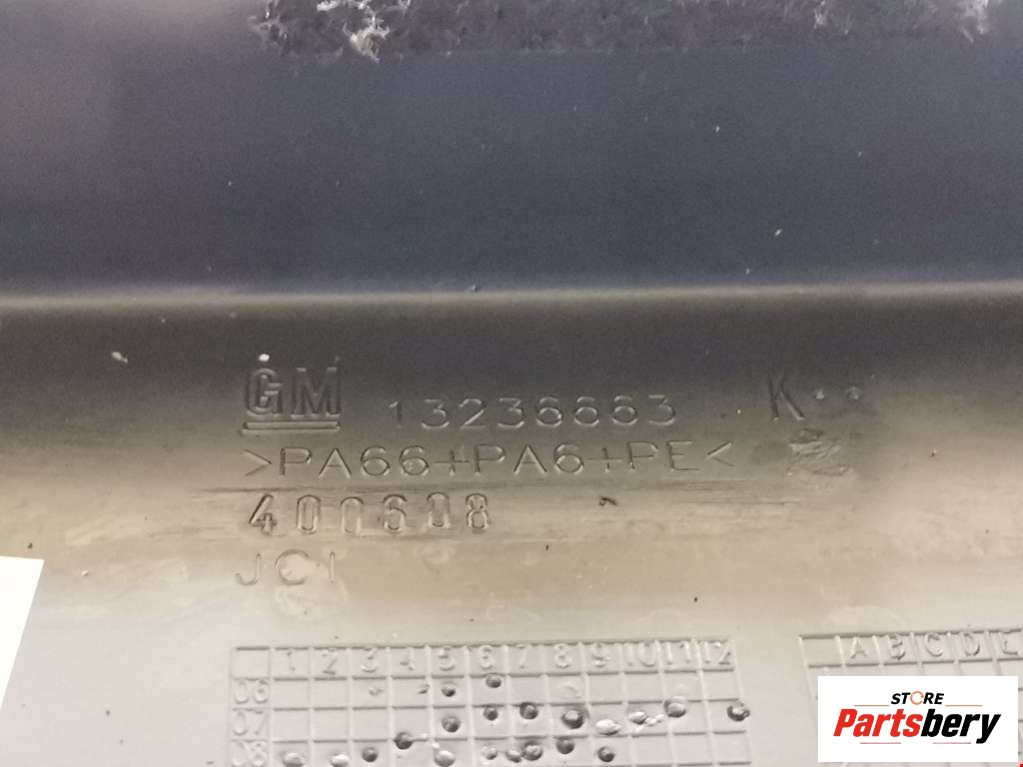 GM 13236663 K
>PA66+PA6+PE<
400608
JCI
1 2 3 4 5 6 7 8 9 10 11 12
06
07
08
A B C D E
STORE
Partsbery